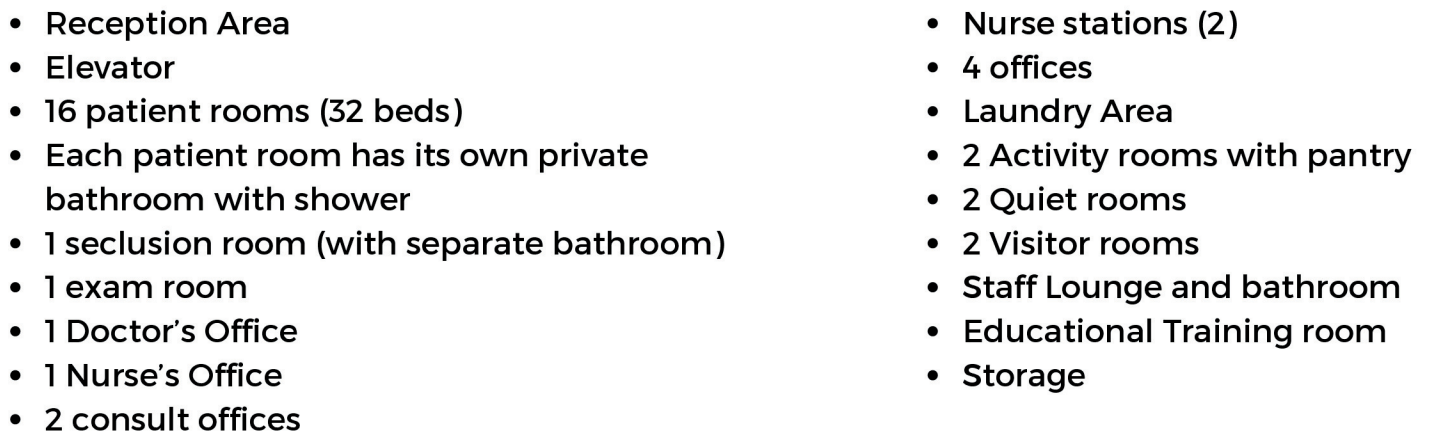 • Reception Area
• Elevator
• 16 patient rooms (32 beds)
• Each patient room has its own private
bathroom with shower
• 1 seclusion room (with separate bathroom)
• 1 exam room
• 1 Doctor’s Office
• 1 Nurse’s Office
• 2 consult offices
• Nurse stations (2)
• 4 offices
• Laundry Area
• 2 Activity rooms with pantry
• 2 Quiet rooms
• 2 Visitor rooms
• Staff Lounge and bathroom
• Educational Training room
• Storage